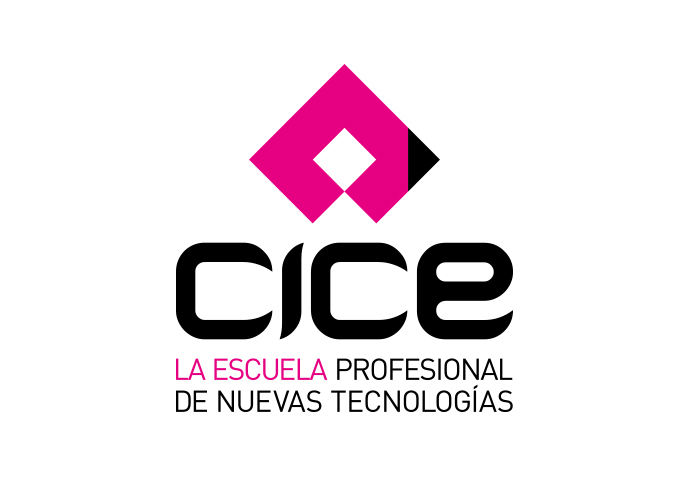 cice
LA ESCUELA PROFESIONAL
DE NUEVAS TECNOLOGÍAS